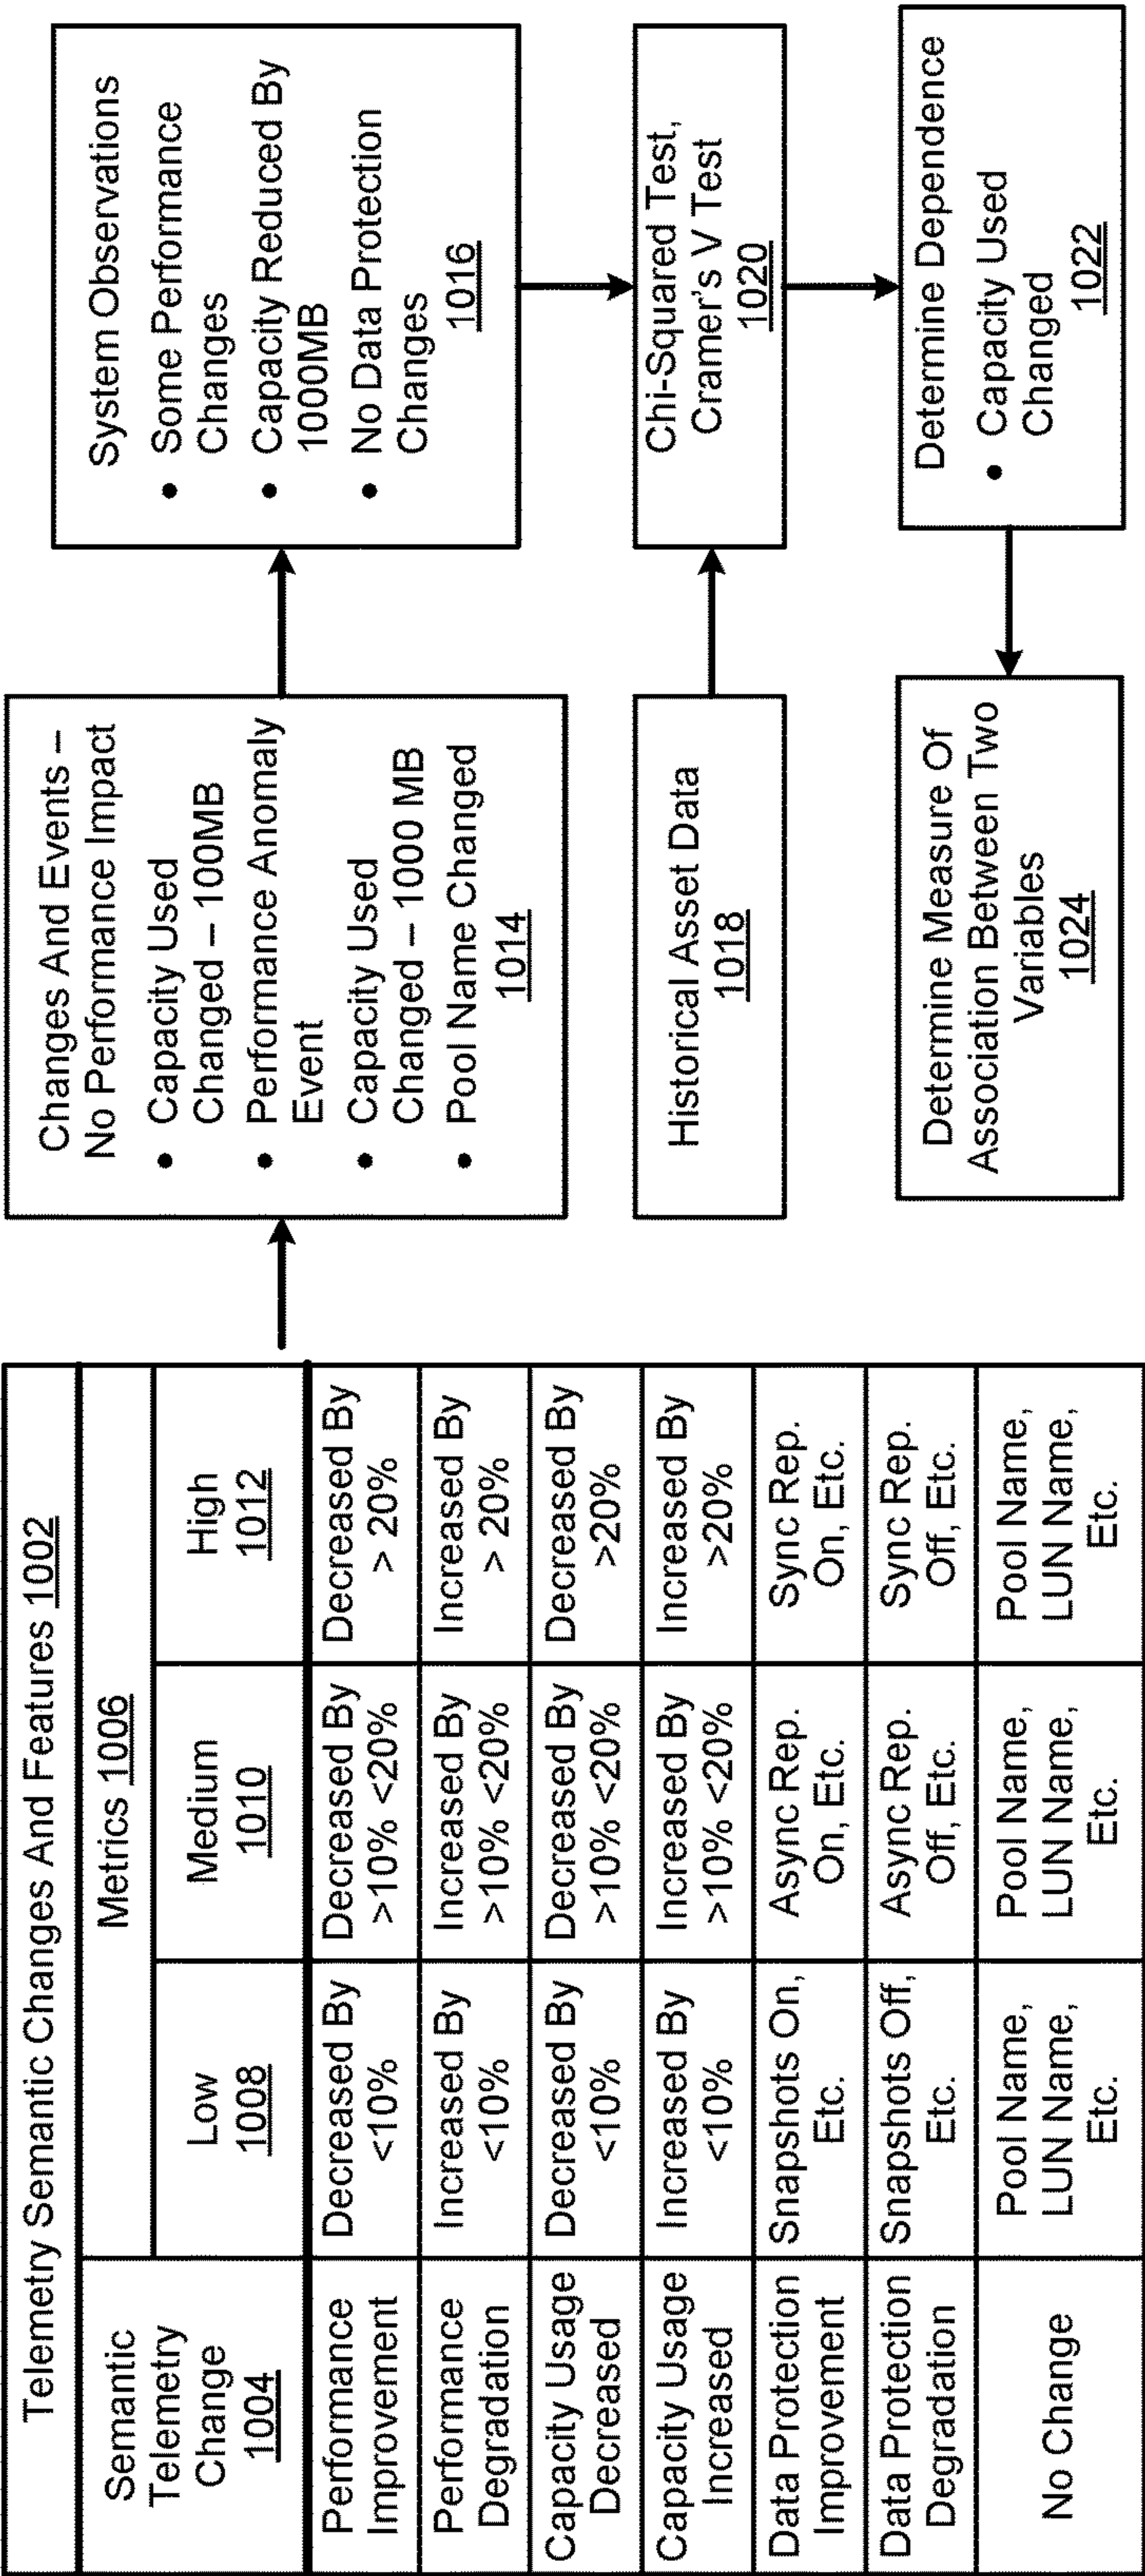 Telemetry Semantic Changes And Features 1002
Semantic
Telemetry
Change
1004
Metrics 1006
Low
1008
Medium
1010
High
1012
Performance
Improvement
Decreased By
<10%
Decreased By
>10% <20%
Decreased By
> 20%
Performance
Degradation
Increased By
<10%
Increased By
>10% <20%
Increased By
> 20%
Capacity Usage
Decreased
Decreased By
<10%
Decreased By
>10% <20%
Decreased By
>20%
Capacity Usage
Increased
Increased By
<10%
Increased By
>10% <20%
Increased By
>20%
Data Protection
Improvement
Snapshots On,
Etc.
Async Rep.
On, Etc.
Sync Rep.
On, Etc.
Data Protection
Degradation
Snapshots Off,
Etc.
Async Rep.
Off, Etc.
Sync Rep.
Off, Etc.
No Change
Pool Name,
LUN Name,
Etc.
Pool Name,
LUN Name,
Etc.
Pool Name,
LUN Name,
Etc.
Changes And Events –
No Performance Impact
• Capacity Used
Changed – 100MB
• Performance Anomaly
Event
• Capacity Used
Changed – 1000 MB
• Pool Name Changed
1014
System Observations
• Some Performance
Changes
• Capacity Reduced By
1000MB
• No Data Protection
Changes
1016
Historical Asset Data
1018
Chi-Squared Test,
Cramer's V Test
1020
Determine Dependence
• Capacity Used
Changed
1022
Determine Measure Of
Association Between Two
Variables
1024